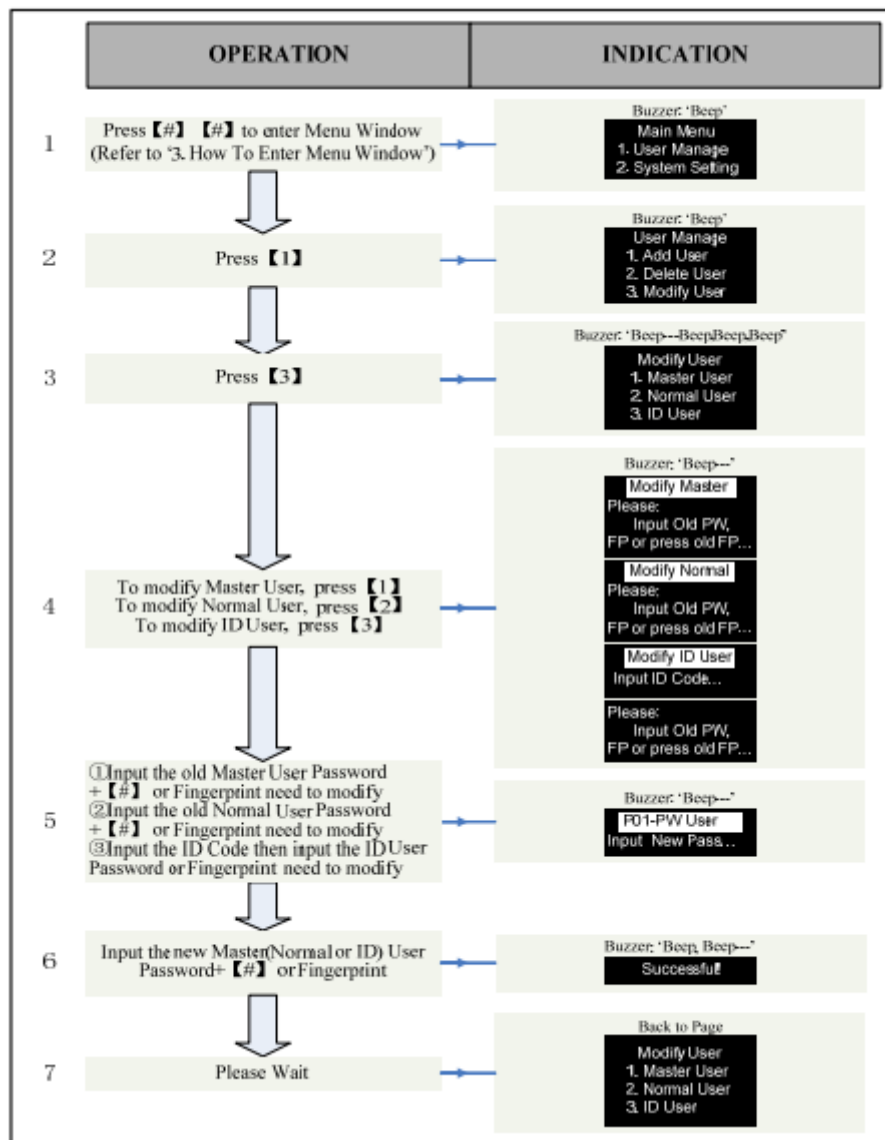 OPERATION
INDICATION
1
Press【#】【#】to enter Menu Window
(Refer to ‘3. How To Enter Menu Window’)
Buzzer: ‘Beep’
Main Menu
1. User Manage
2. System Setting
2
Press【1】
Buzzer: ‘Beep’
User Manage
1. Add User
2. Delete User
3. Modify User
3
Press【3】
Buzzer: ‘Beep---Beep,Beep,Beep’
Modify User
1. Master User
2. Normal User
3. ID User
4
To modify Master User, press【1】
To modify Normal User, press【2】
To modify ID User, press【3】
Buzzer: ‘Beep---’
Modify Master
Please:
Input Old PW,
FP or press old FP...
Modify Normal
Please:
Input Old PW,
FP or press old FP...
Modify ID User
Input ID Code...
Please:
Input Old PW,
FP or press old FP...
5
①Input the old Master User Password
+【#】or Fingerprint need to modify
②Input the old Normal User Password
+【#】or Fingerprint need to modify
③Input the ID Code then input the ID User
Password or Fingerprint need to modify
Buzzer: ‘Beep---’
P01-PW User
Input New Pass...
6
Input the new Master(Normal or ID) User
Password+【#】or Fingerprint
Buzzer: ‘Beep, Beep---’
Successful!
7
Please Wait
Back to Page
Modify User
1. Master User
2. Normal User
3. ID User